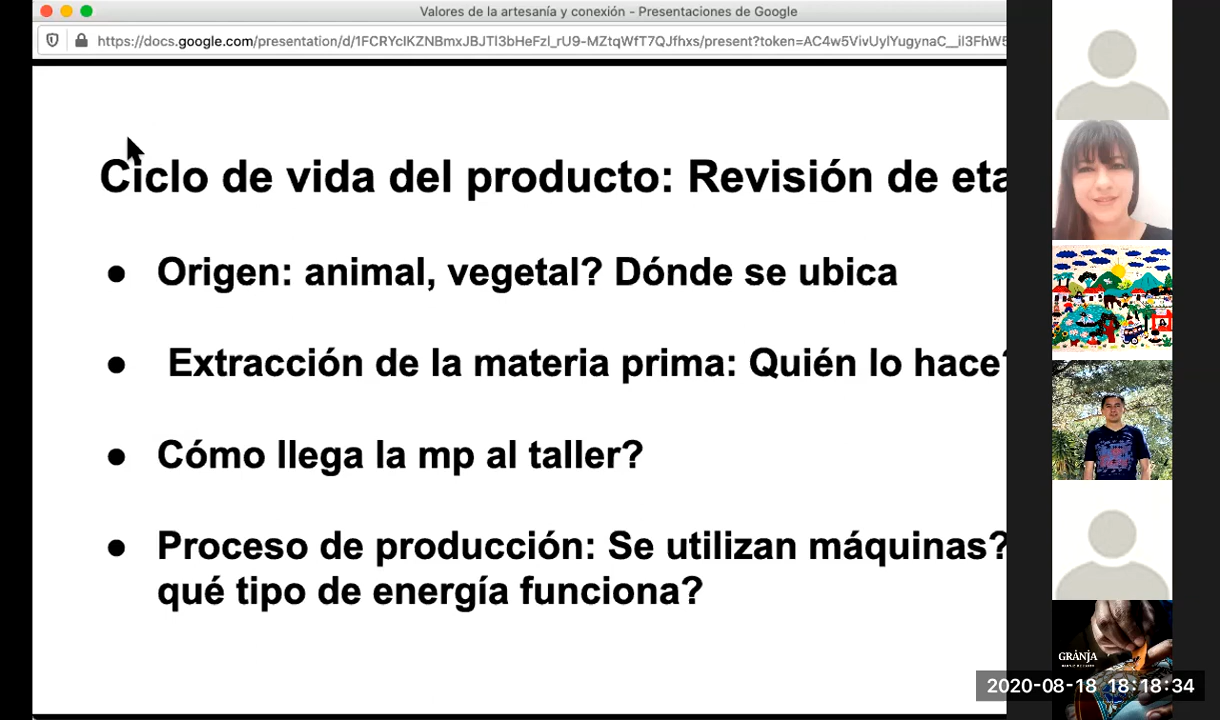 Valores de la artesanía y conexión - Presentaciones de Google
https://docs.google.com/presentation/d/1FCRYcIKZNBmxJBJTI3bHeFzI_rU9-MZtqWfT7QJfhxs/present?token=AC4w5VivUylYugynaC__il3FhW5
Ciclo de vida del producto: Revisión de eta
● Origen: animal, vegetal? Dónde se ubica
● Extracción de la materia prima: Quién lo hace?
● Cómo llega la mp al taller?
● Proceso de producción: Se utilizan máquinas?
qué tipo de energía funciona?
GRANJA
2020-08-18 18:18:34